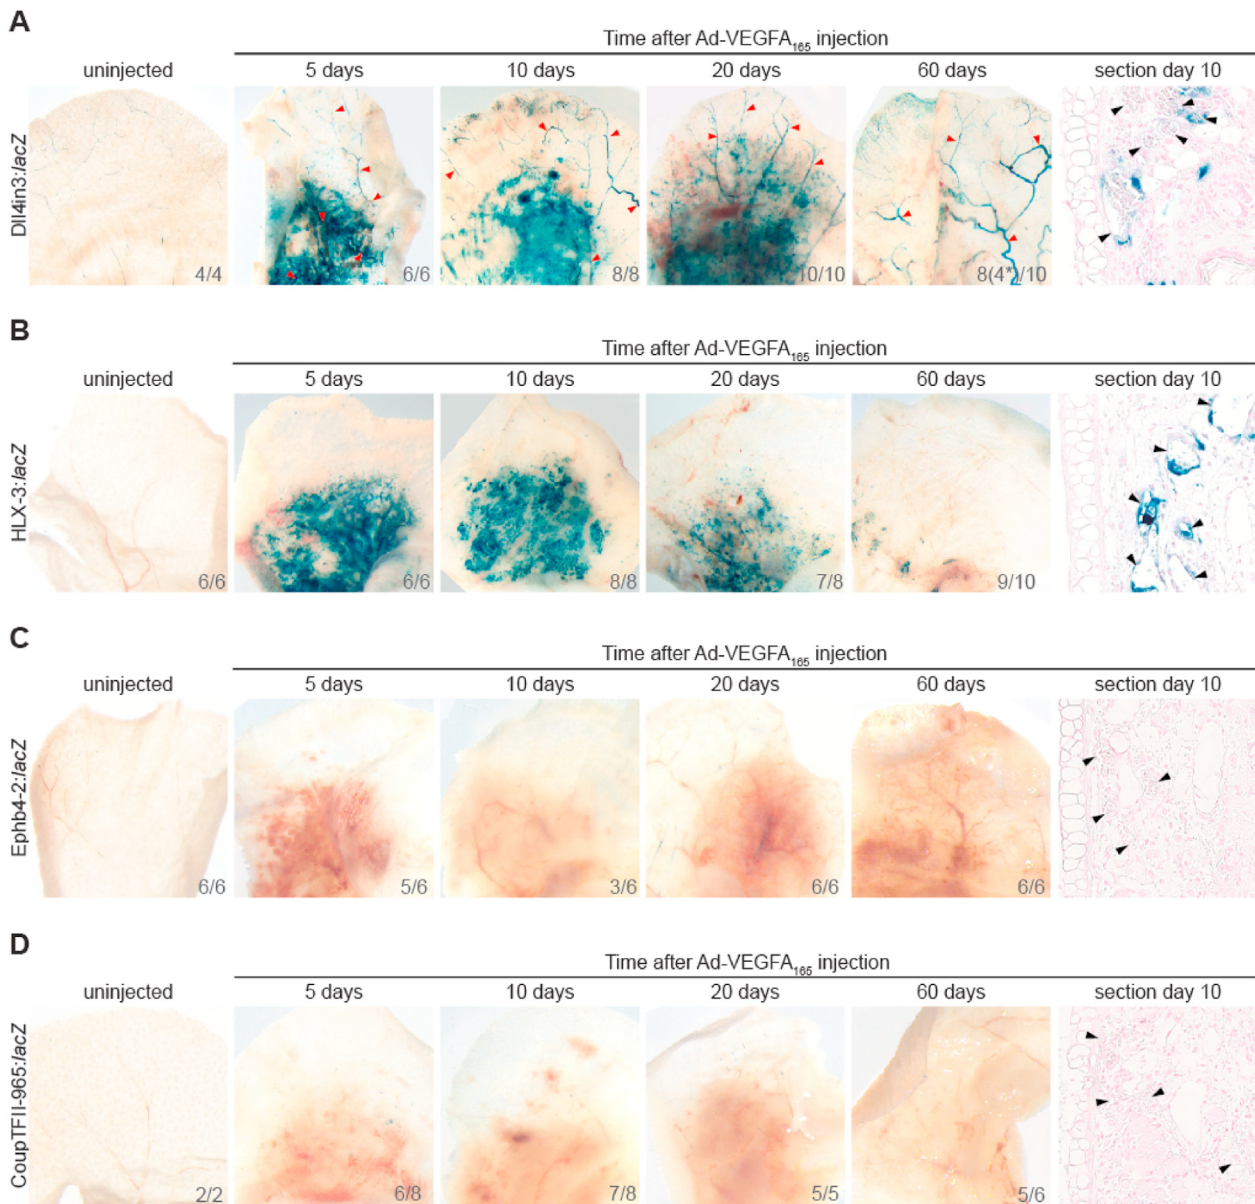 A
Time after Ad-VEGFA165 injection
uninjected 5 days 10 days 20 days 60 days section day 10
Dll4in3:lacZ
4/4 6/6 8/8 10/10 8(4*)/10
B
Time after Ad-VEGFA165 injection
uninjected 5 days 10 days 20 days 60 days section day 10
HLX-3:lacZ
6/6 6/6 8/8 7/8 9/10
C
Time after Ad-VEGFA165 injection
uninjected 5 days 10 days 20 days 60 days section day 10
Ephb4-2:lacZ
6/6 5/6 3/6 6/6 6/6
D
Time after Ad-VEGFA165 injection
uninjected 5 days 10 days 20 days 60 days section day 10
CoupTFII-965:lacZ
2/2 6/8 7/8 5/5 5/6